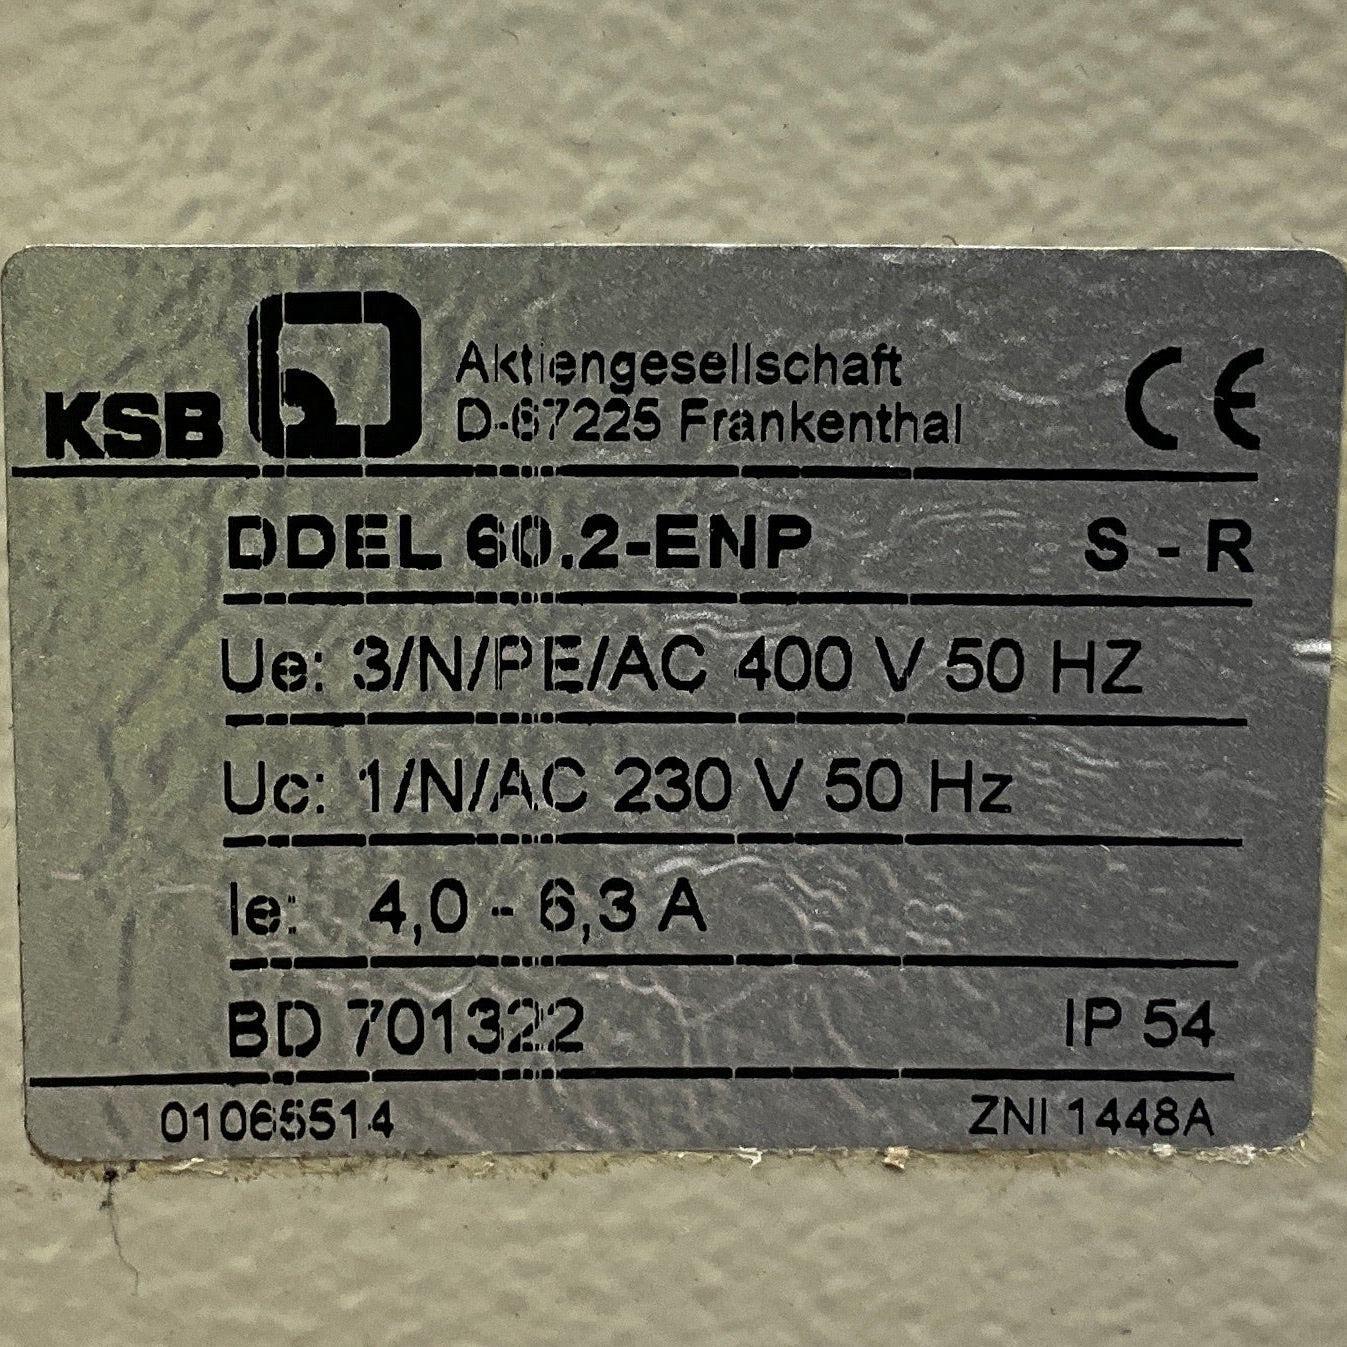 KSB Aktiengesellschaft
D-67225 Frankenthal
CE
DDEL 60.2-ENP S - R
Ue: 3/N/PE/AC 400 V 50 HZ
Uc: 1/N/AC 230 V 50 Hz
Ie: 4,0 - 6,3 A
BD 701322 IP 54
01065514 ZNI 1448A